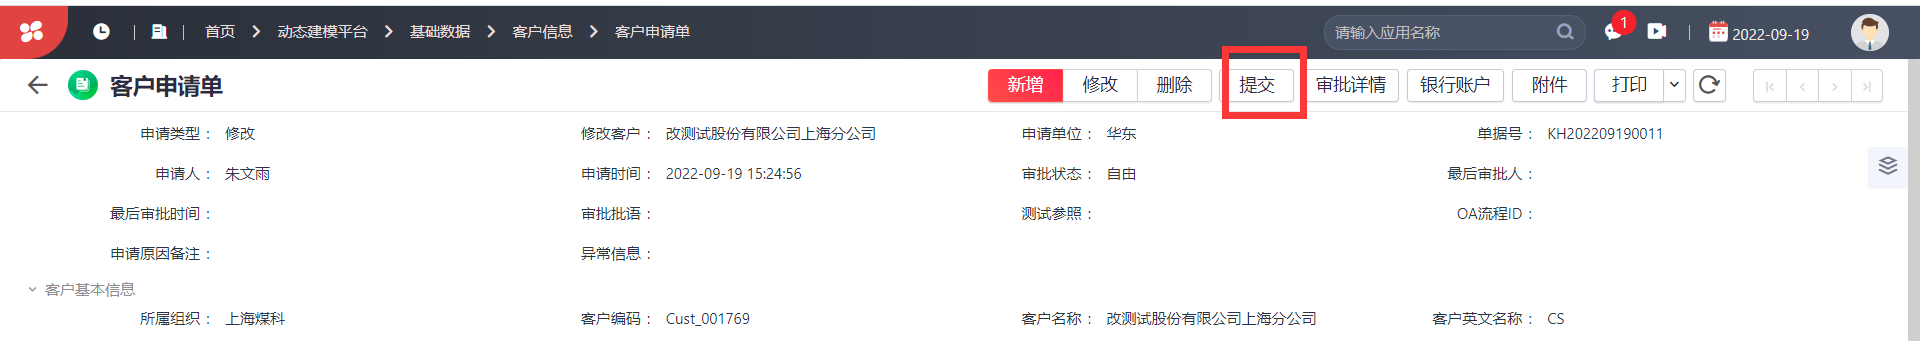 首页 动态建模平台 基础数据 客户信息 客户申请单 请输入应用名称 1 2022-09-19
客户申请单 新增 修改 删除 提交 审批详情 银行账户 附件 打印
申请类型： 修改 修改客户： 改测试股份有限公司上海分公司 申请单位： 华东 单据号： KH202209190011
申请人： 朱文雨 申请时间： 2022-09-19 15:24:56 审批状态： 自由 最后审批人：
最后审批时间： 审批批语： 测试参照： OA流程ID：
申请原因备注： 异常信息：
客户基本信息
所属组织： 上海煤科 客户编码： Cust_001769 客户名称： 改测试股份有限公司上海分公司 客户英文名称： CS